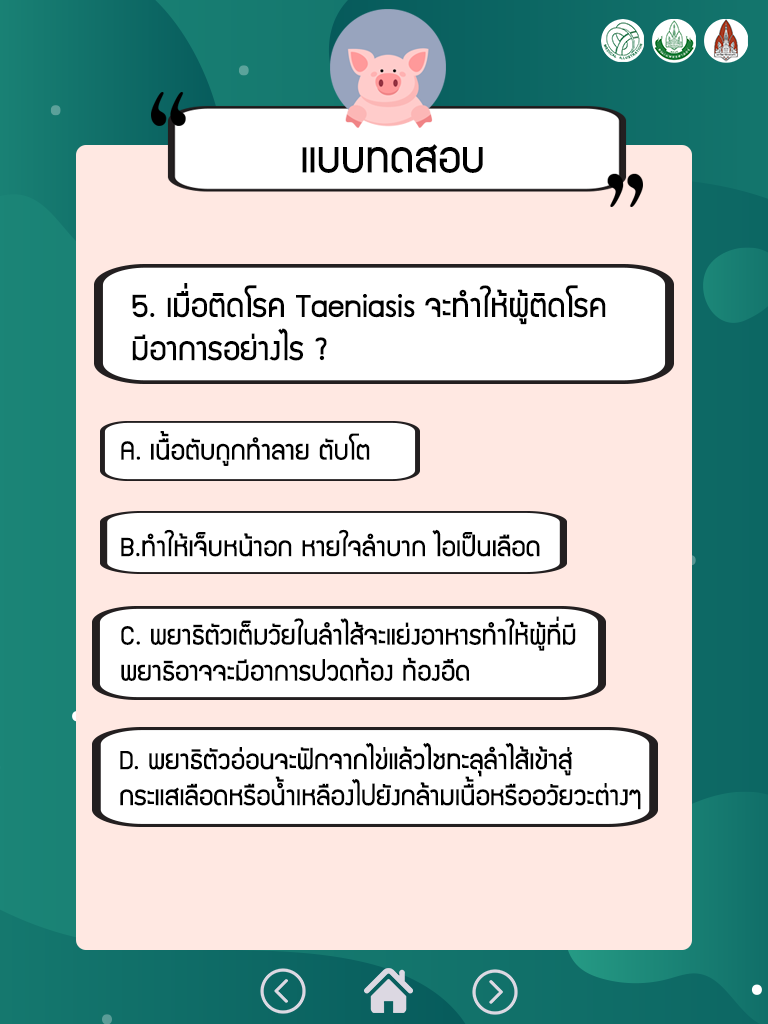 แบบทดสอบ
5. เมื่อติดโรค Taeniasis จะทำให้ผู้ติดโรค
มีอาการอย่างไร ?
A. เนื้อตับถูกทำลาย ตับโต
B.ทำให้เจ็บหน้าอก หายใจลำบาก ไอเป็นเลือด
C. พยาธิตัวเต็มวัยในลำไส้จะแย่งอาหารทำให้ผู้ที่มี
พยาธิอาจจะมีอาการปวดท้อง ท้องอืด
D. พยาธิตัวอ่อนจะฟักจากไข่แล้วไชทะลุลำไส้เข้าสู่
กระแสเลือดหรือน้ำเหลืองไปยังกล้ามเนื้อหรืออวัยวะต่างๆ